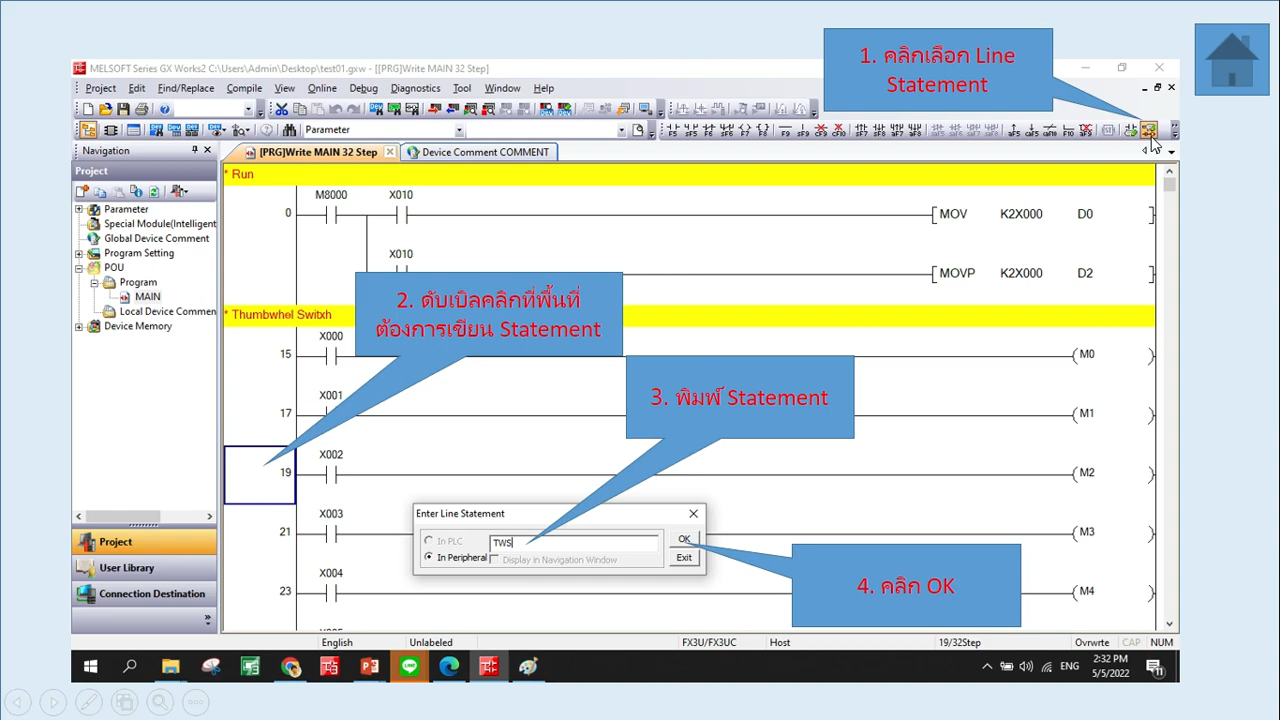 1. คลิกเลือก Line
Statement
MELSOFT Series GX Works2 C:\Users\Admin\Desktop\test01.gxw - [[PRG]Write MAIN 32 Step]
Project Edit Find/Replace Compile View Online Debug Diagnostics Tool Window Help
Parameter
Navigation
[PRG]Write MAIN 32 Step
Device Comment COMMENT
Project
Parameter
Special Module(Intelligent
Global Device Comment
Program Setting
POU
Program
MAIN
Local Device Commen
Device Memory
Project
User Library
Connection Destination
* Run
M8000 X010
0 MOV K2X000 D0
X010
MOVP K2X000 D2
* Thumbwhel Switxh
X000
15 M0
X001
17 M1
X002
19 M2
X003
21 M3
X004
23 M4
2. ดับเบิลคลิกที่พื้นที่
ต้องการเขียน Statement
3. พิมพ์ Statement
Enter Line Statement
In PLC
TWS
OK
In Peripheral
Display in Navigation Window
Exit
4. คลิก OK
English Unlabeled FX3U/FX3UC Host 19/32Step Ovrwrte CAP NUM
ENG
2:32 PM
5/5/2022